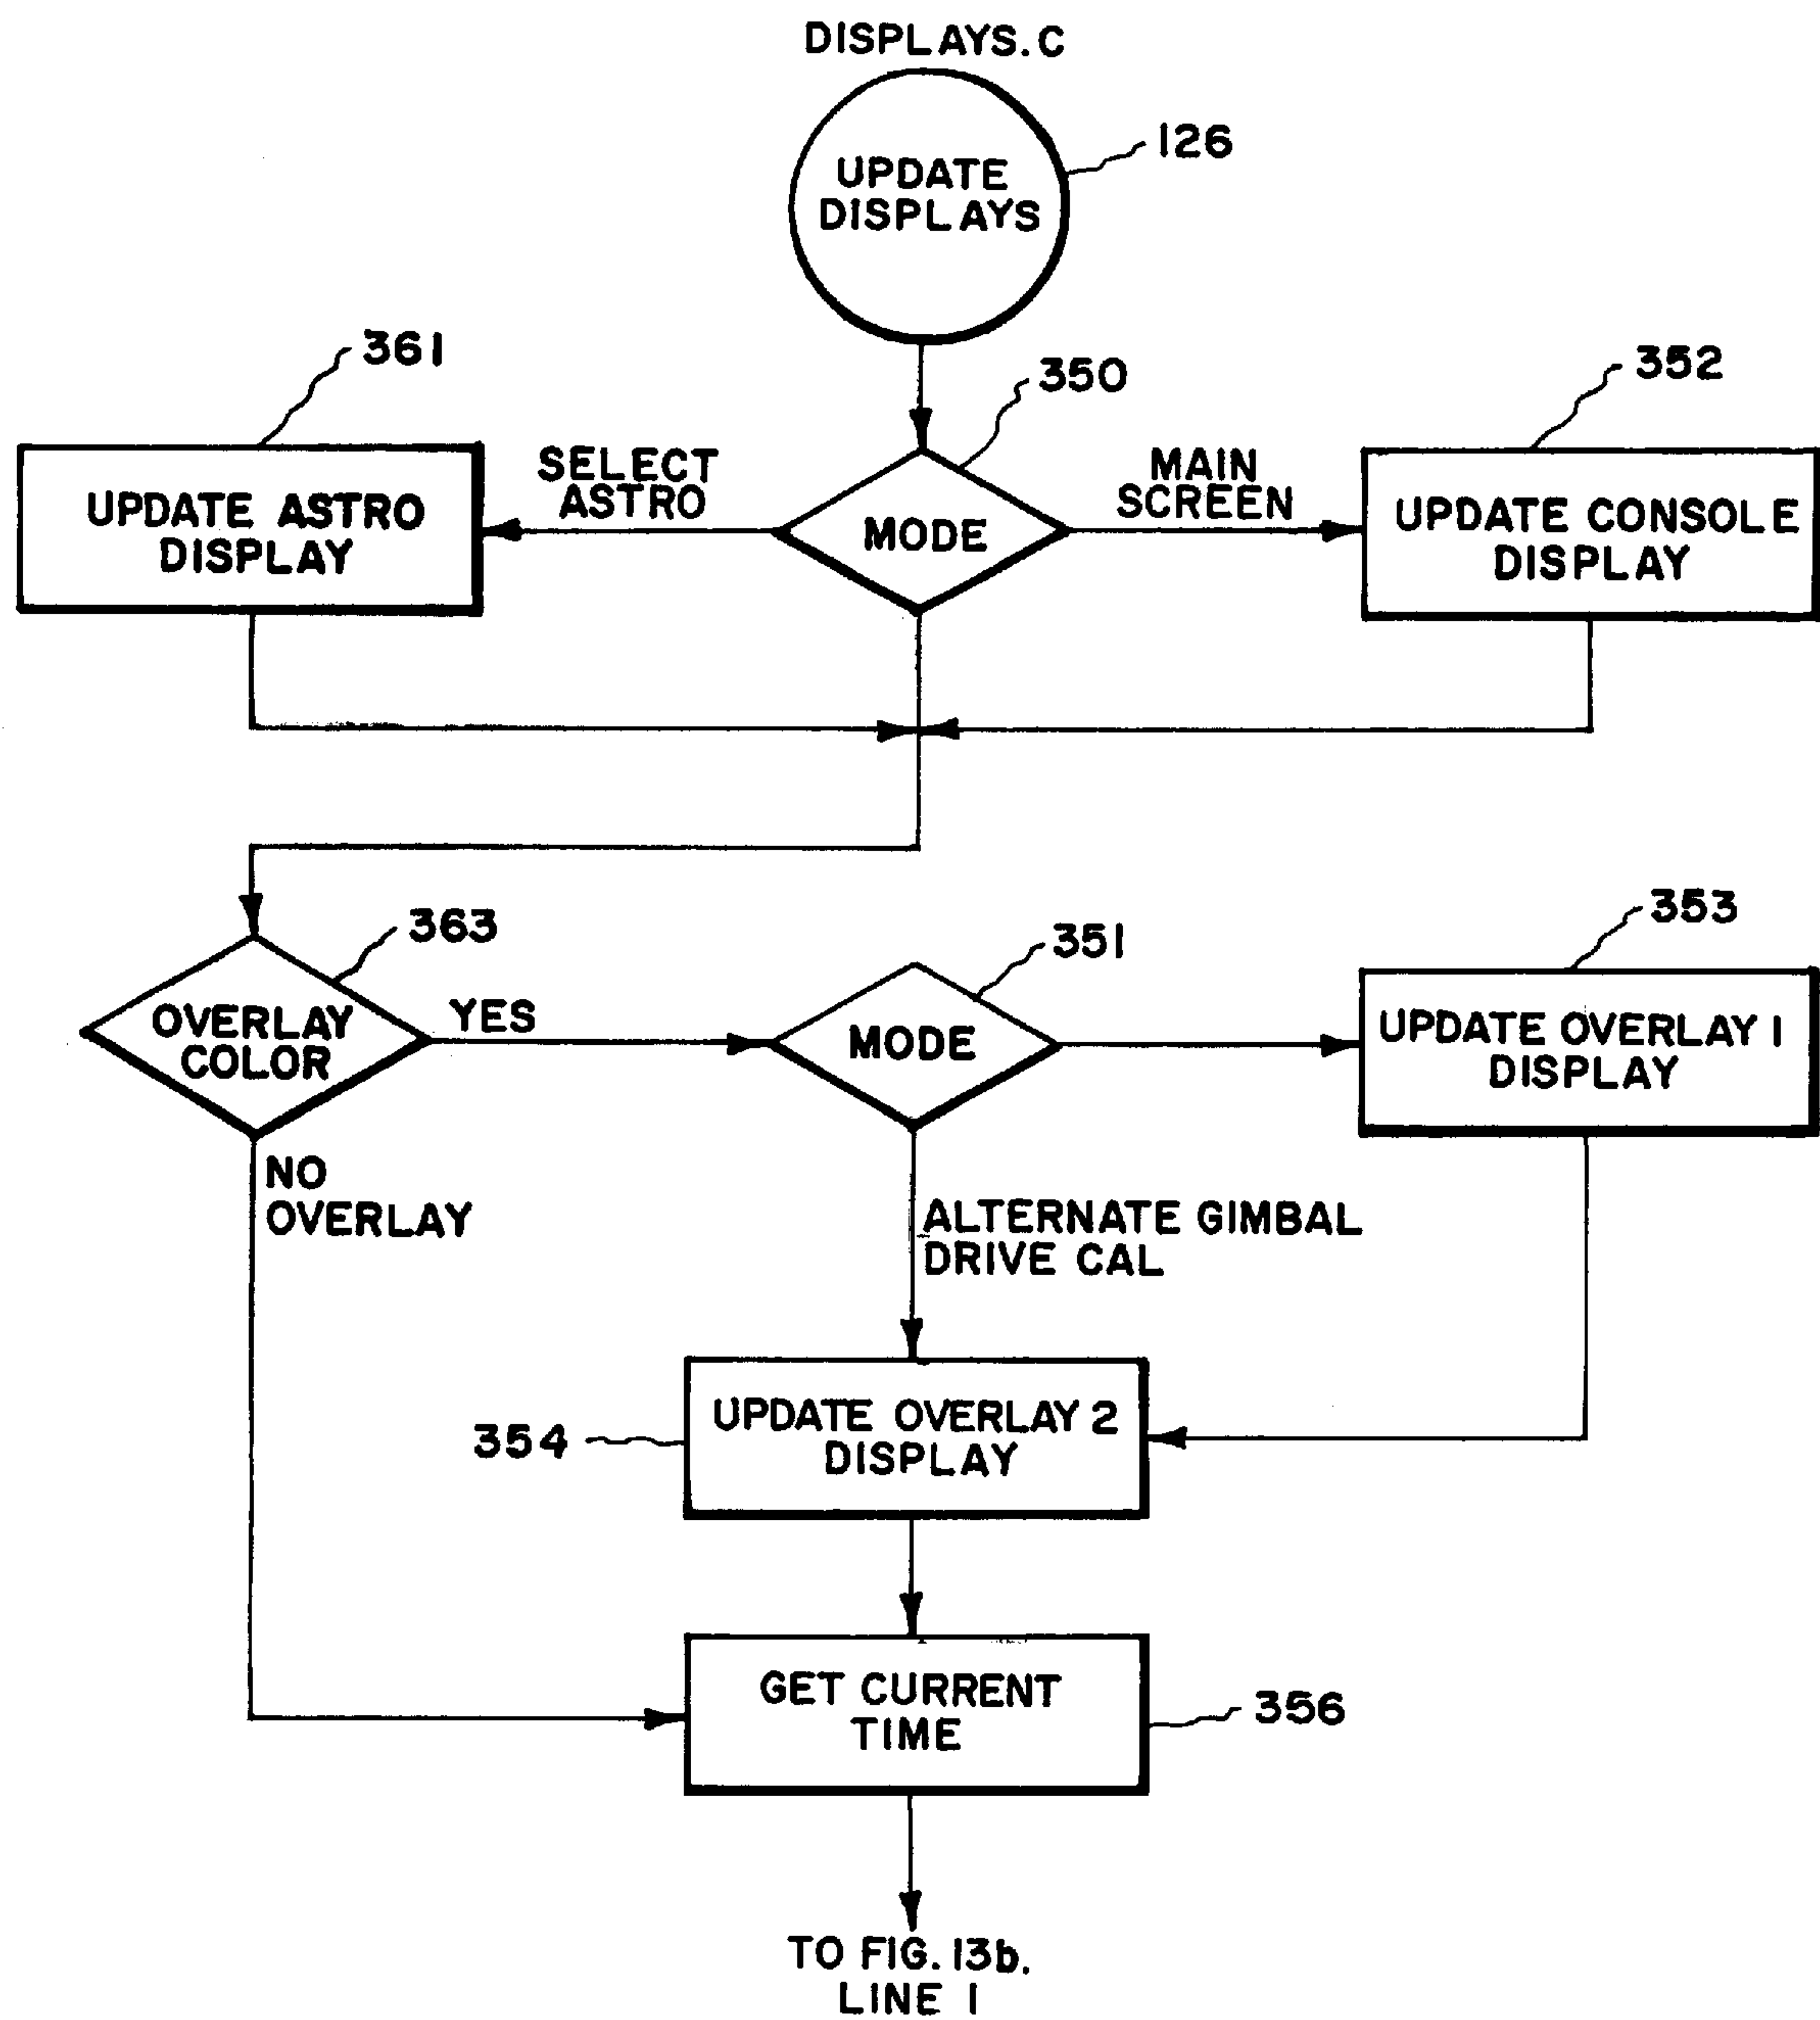 DISPLAYS.C
UPDATE
DISPLAYS
126
361
350
352
SELECT
ASTRO
MAIN
SCREEN
UPDATE ASTRO
DISPLAY
MODE
UPDATE CONSOLE
DISPLAY
363
351
353
OVERLAY
COLOR
YES
MODE
UPDATE OVERLAY 1
DISPLAY
NO
OVERLAY
ALTERNATE GIMBAL
DRIVE CAL
354
UPDATE OVERLAY 2
DISPLAY
GET CURRENT
TIME
356
TO FIG. 13b.
LINE 1